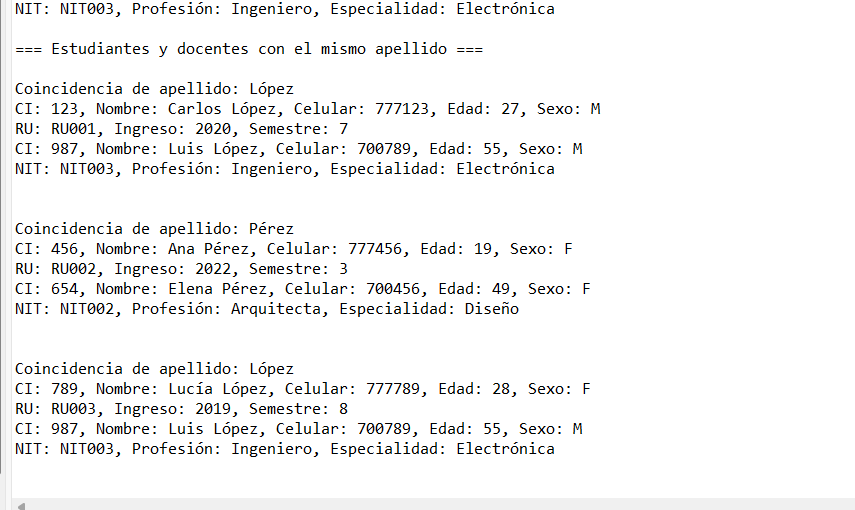 NIT: NIT003, Profesión: Ingeniero, Especialidad: Electrónica
=== Estudiantes y docentes con el mismo apellido ===
Coincidencia de apellido: López
CI: 123, Nombre: Carlos López, Celular: 777123, Edad: 27, Sexo: M
RU: RU001, Ingreso: 2020, Semestre: 7
CI: 987, Nombre: Luis López, Celular: 700789, Edad: 55, Sexo: M
NIT: NIT003, Profesión: Ingeniero, Especialidad: Electrónica
Coincidencia de apellido: Pérez
CI: 456, Nombre: Ana Pérez, Celular: 777456, Edad: 19, Sexo: F
RU: RU002, Ingreso: 2022, Semestre: 3
CI: 654, Nombre: Elena Pérez, Celular: 700456, Edad: 49, Sexo: F
NIT: NIT002, Profesión: Arquitecta, Especialidad: Diseño
Coincidencia de apellido: López
CI: 789, Nombre: Lucía López, Celular: 777789, Edad: 28, Sexo: F
RU: RU003, Ingreso: 2019, Semestre: 8
CI: 987, Nombre: Luis López, Celular: 700789, Edad: 55, Sexo: M
NIT: NIT003, Profesión: Ingeniero, Especialidad: Electrónica